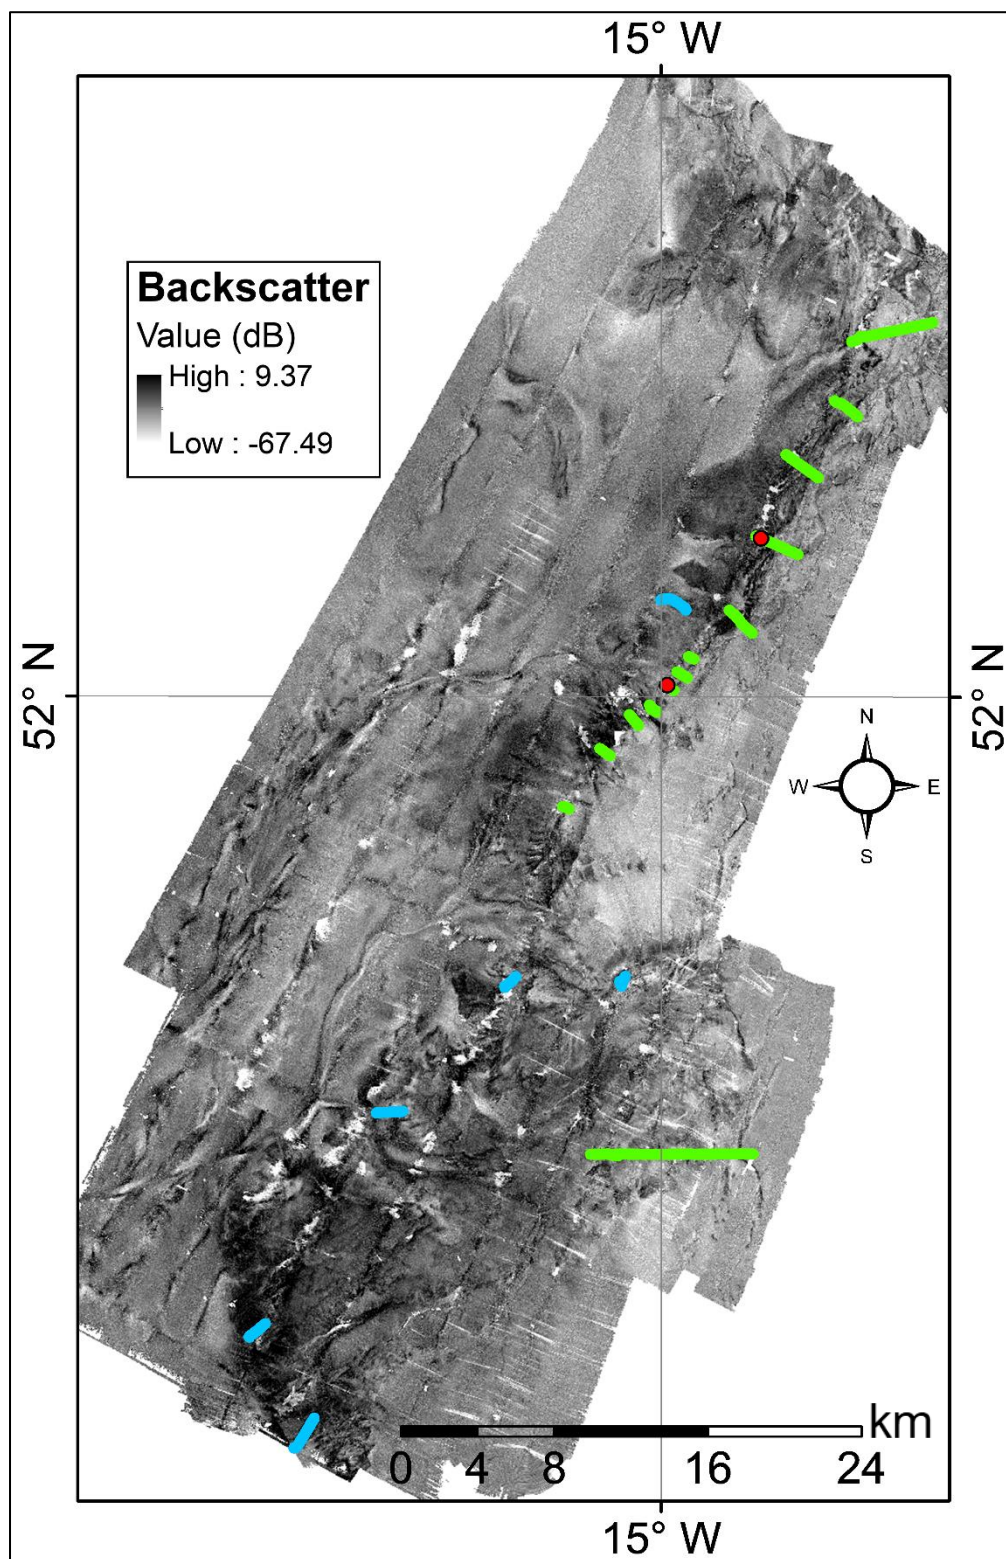 15° W
Backscatter
Value (dB)
High : 9.37
Low : -67.49
52° N
52° N
N
W
E
S
km
0 4 8 16 24
15° W